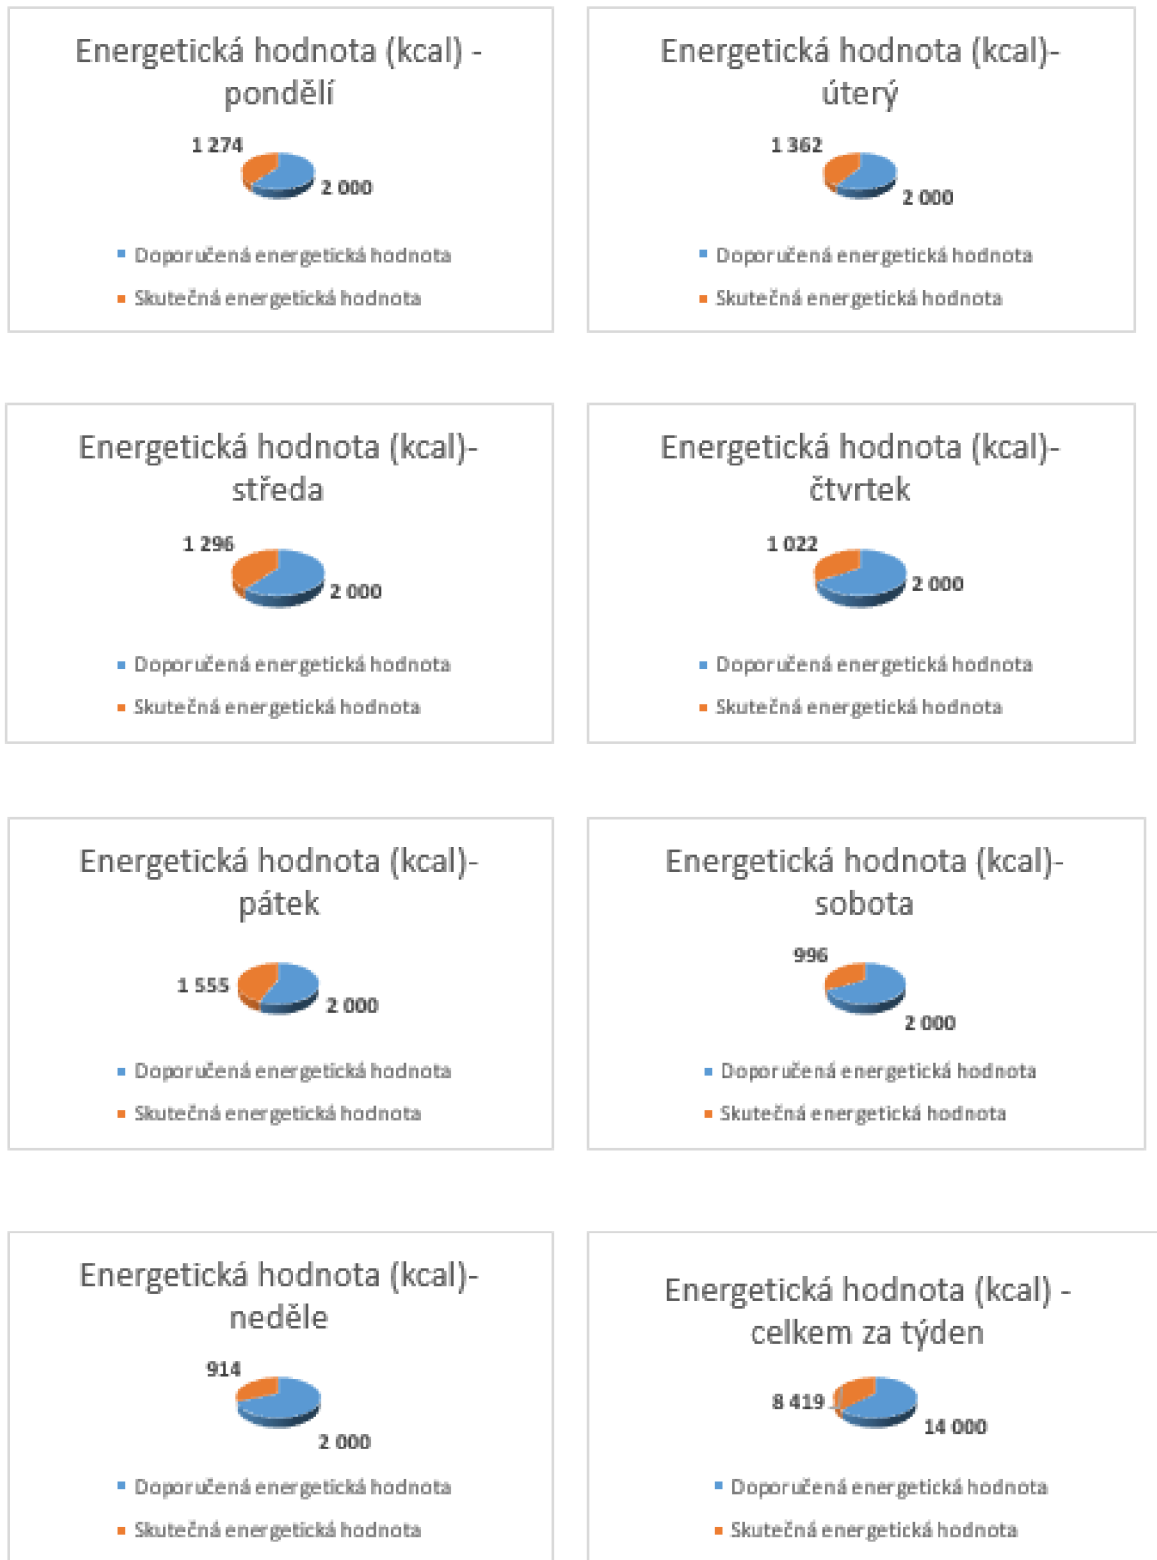 Energetická hodnota (kcal) -
pondělí
1 274
2 000
Doporučená energetická hodnota
Skutečná energetická hodnota
Energetická hodnota (kcal)-
úterý
1 362
2 000
Doporučená energetická hodnota
Skutečná energetická hodnota
Energetická hodnota (kcal)-
středa
1 296
2 000
Doporučená energetická hodnota
Skutečná energetická hodnota
Energetická hodnota (kcal)-
čtvrtek
1 022
2 000
Doporučená energetická hodnota
Skutečná energetická hodnota
Energetická hodnota (kcal)-
pátek
1 555
2 000
Doporučená energetická hodnota
Skutečná energetická hodnota
Energetická hodnota (kcal)-
sobota
996
2 000
Doporučená energetická hodnota
Skutečná energetická hodnota
Energetická hodnota (kcal)-
neděle
914
2 000
Doporučená energetická hodnota
Skutečná energetická hodnota
Energetická hodnota (kcal) -
celkem za týden
8 419
14 000
Doporučená energetická hodnota
Skutečná energetická hodnota